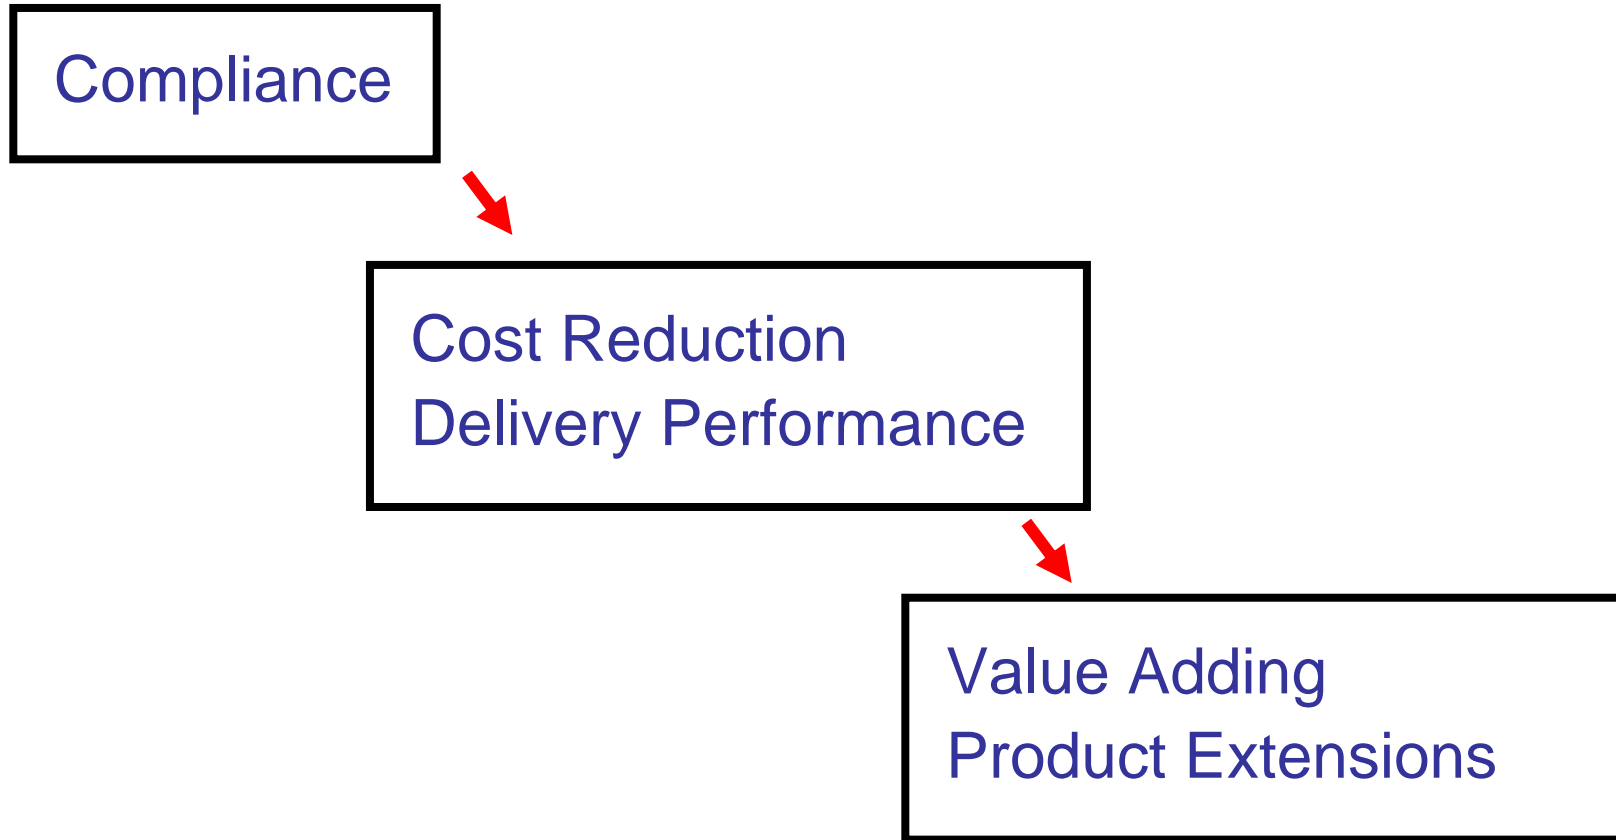 Compliance
Cost Reduction
Delivery Performance
Value Adding
Product Extensions